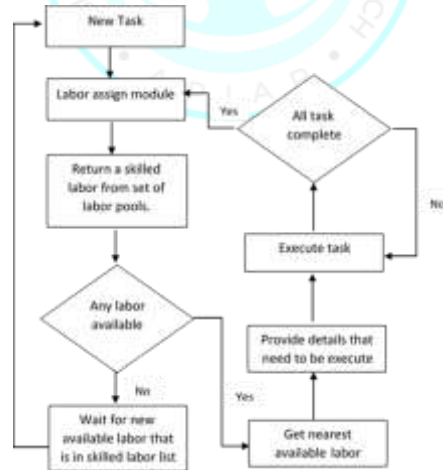 New Task
Labor assign module
Yes
All task
complete
Return a skilled
labor from set of
labor pools.
No
Execute task
Any labor
available
Provide details that
need to be execute
No
Yes
Wait for new
available labor that
is in skilled labor list
Get nearest
available labor